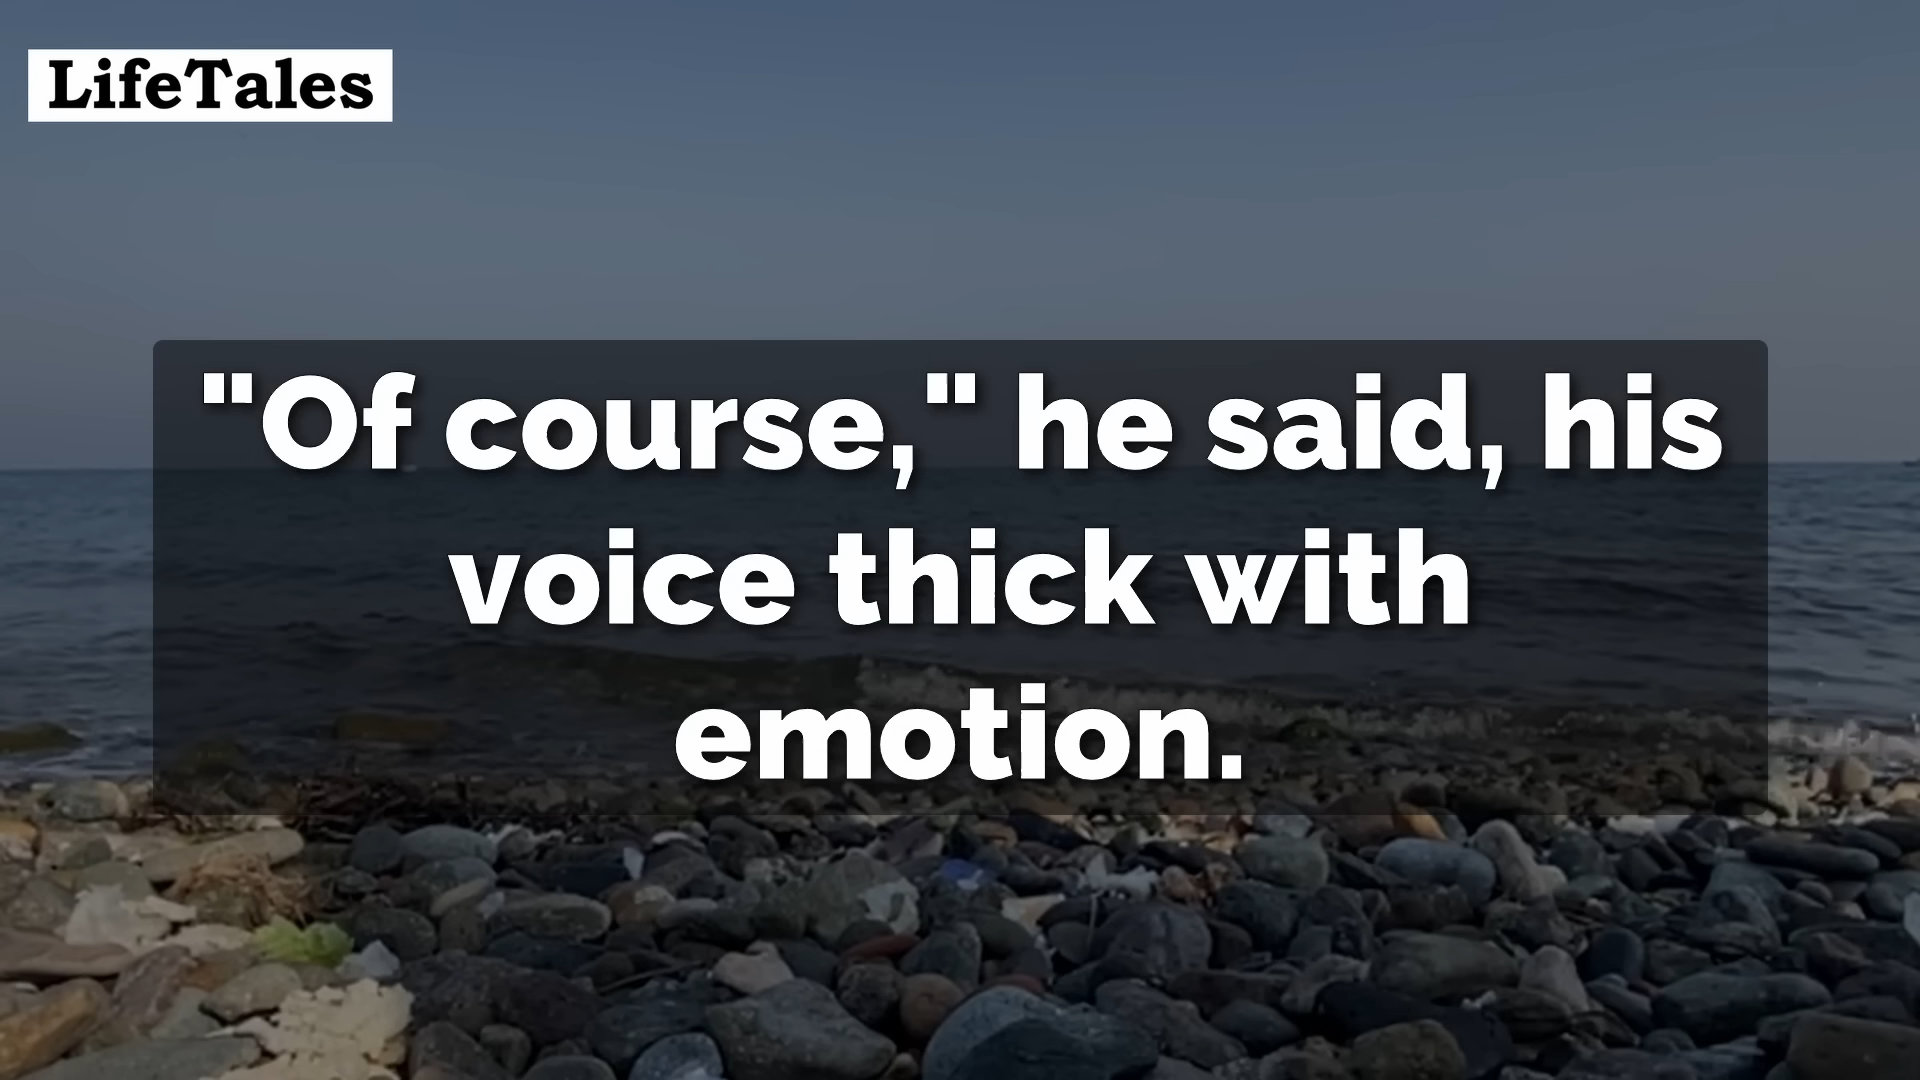 LifeTales
"Of course," he said, his
voice thick with
emotion.